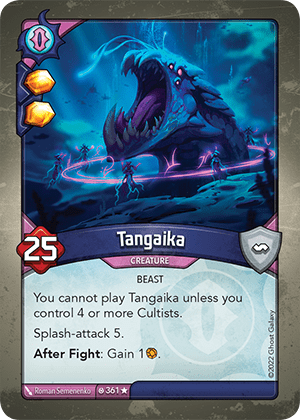 Tangaika
25
CREATURE
BEAST
You cannot play Tangaika unless you
control 4 or more Cultists.
Splash-attack 5.
After Fight: Gain 1
Roman Semenenko
361
©2022 Ghost Galaxy